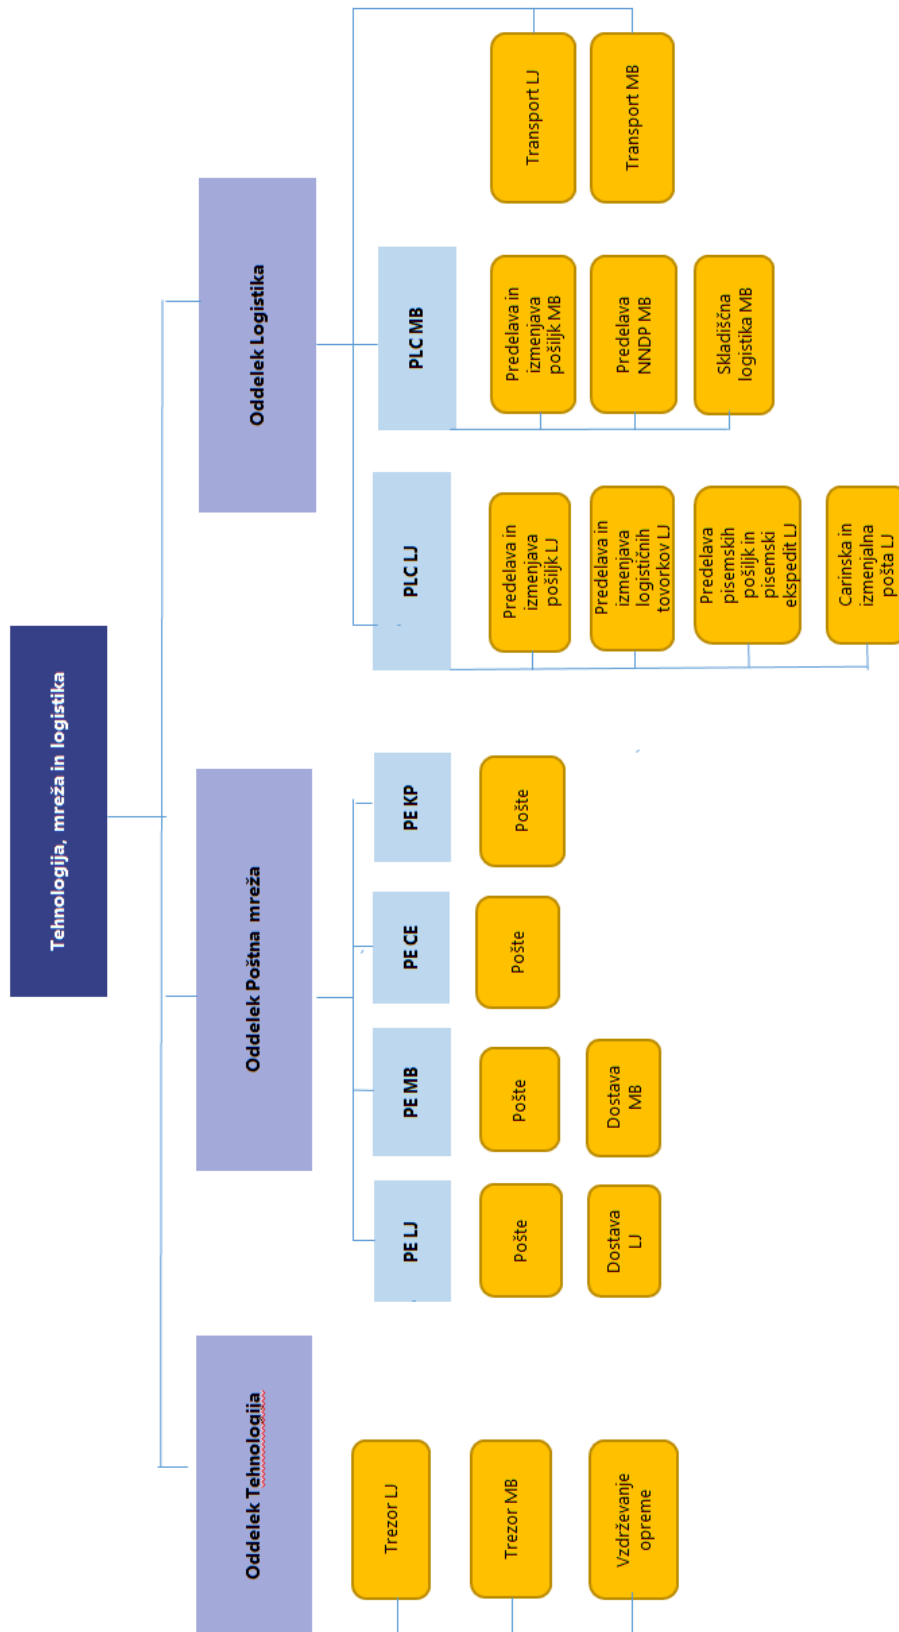 Tehnologija, mreža in logistika
Oddelek Tehnologija
Oddelek Poštna mreža
Oddelek Logistika
Trezor LJ
Trezor MB
Vzdrževanje
opreme
PE LJ
PE MB
PE CE
PE KP
Pošte
Pošte
Pošte
Pošte
Dostava
LJ
Dostava
MB
PLC LJ
PLC MB
Predelava in
izmenjava
pošiljk LJ
Predelava in
izmenjava
logističnih
tovorkov LJ
Predelava
pisemskih
pošiljk in
pisemski
ekspedit LJ
Carinska in
izmenjalna
pošta LJ
Predelava in
izmenjava
pošiljk MB
Predelava
NNDP MB
Skladiščna
logistika MB
Transport LJ
Transport MB